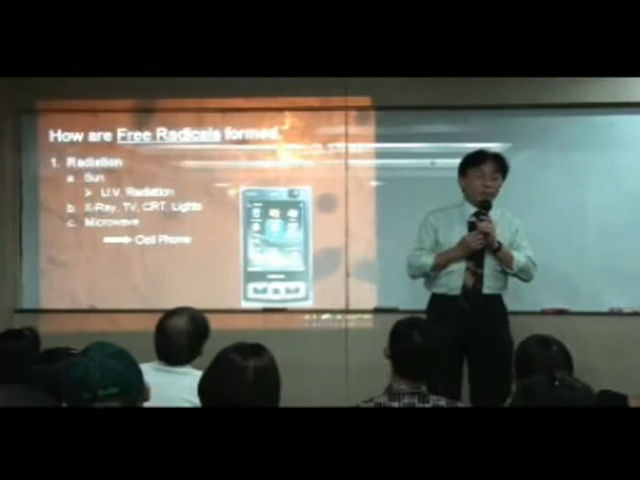 How are Free Radicals formed
1. Radiation
a. Sun
> U.V. Radiation
b. X-Ray, TV, CRT, Lights
c. Microwave
Cell Phone